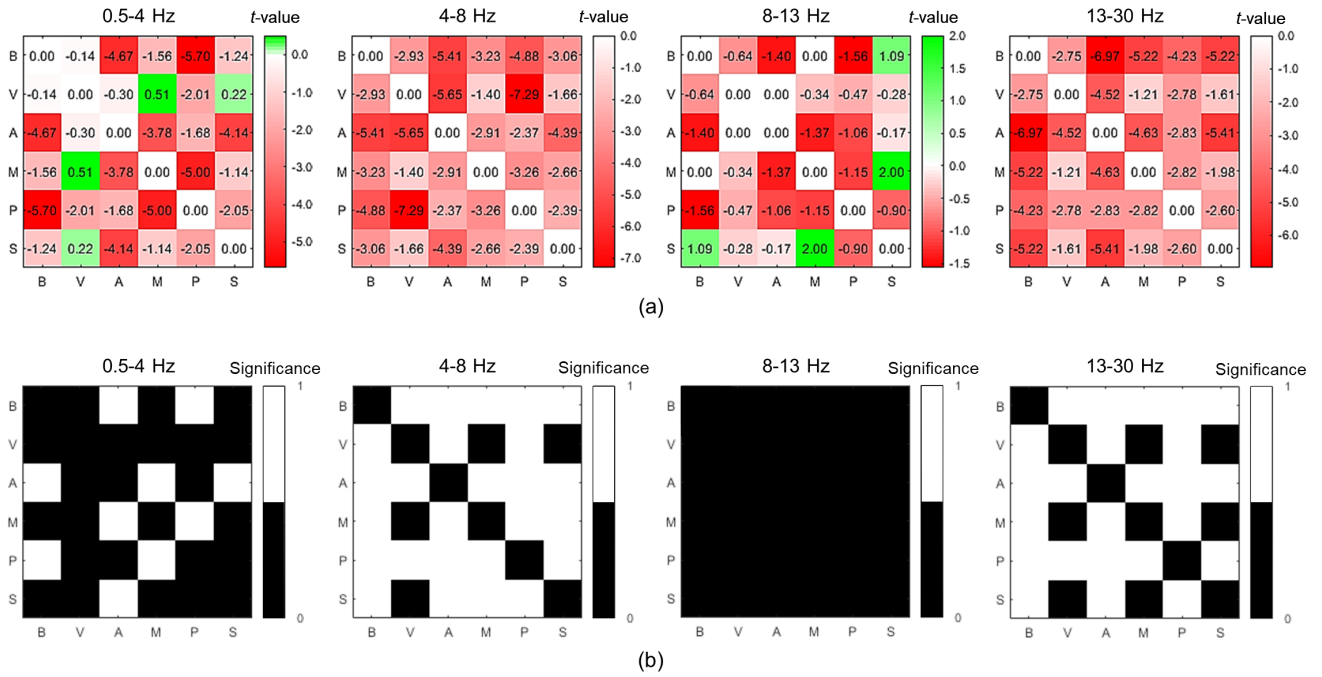 0.5-4 Hz t-value 4-8 Hz t-value 8-13 Hz t-value 13-30 Hz t-value
B 0.00 -0.14 -4.67 -1.56 -5.70 -1.24
V -0.14 0.00 -0.30 0.51 -2.01 0.22
A -4.67 -0.30 0.00 -3.78 -1.68 -4.14
M -1.56 0.51 -3.78 0.00 -5.00 -1.14
P -5.70 -2.01 -1.68 -5.00 0.00 -2.05
S -1.24 0.22 -4.14 -1.14 -2.05 0.00
B V A M P S
0.0
-1.0
-2.0
-3.0
-4.0
-5.0
B 0.00 -2.93 -5.41 -3.23 -4.88 -3.06
V -2.93 0.00 -5.65 -1.40 -7.29 -1.66
A -5.41 -5.65 0.00 -2.91 -2.37 -4.39
M -3.23 -1.40 -2.91 0.00 -3.26 -2.66
P -4.88 -7.29 -2.37 -3.26 0.00 -2.39
S -3.06 -1.66 -4.39 -2.66 -2.39 0.00
B V A M P S
0.0
-1.0
-2.0
-3.0
-4.0
-5.0
-6.0
-7.0
B 0.00 -0.64 -1.40 0.00 -1.56 1.09
V -0.64 0.00 0.00 -0.34 -0.47 -0.28
A -1.40 0.00 0.00 -1.37 -1.06 -0.17
M 0.00 -0.34 -1.37 0.00 -1.15 2.00
P -1.56 -0.47 -1.06 -1.15 0.00 -0.90
S 1.09 -0.28 -0.17 2.00 -0.90 0.00
B V A M P S
2.0
1.5
1.0
0.5
0.0
-0.5
-1.0
-1.5
B 0.00 -2.75 -6.97 -5.22 -4.23 -5.22
V -2.75 0.00 -4.52 -1.21 -2.78 -1.61
A -6.97 -4.52 0.00 -4.63 -2.83 -5.41
M -5.22 -1.21 -4.63 0.00 -2.82 -1.98
P -4.23 -2.78 -2.83 -2.82 0.00 -2.60
S -5.22 -1.61 -5.41 -1.98 -2.60 0.00
B V A M P S
0.0
-1.0
-2.0
-3.0
-4.0
-5.0
-6.0
(a)
0.5-4 Hz Significance 4-8 Hz Significance 8-13 Hz Significance 13-30 Hz Significance
B
V
A
M
P
S
B V A M P S
1
0
B
V
A
M
P
S
B V A M P S
1
0
B
V
A
M
P
S
B V A M P S
1
0
B
V
A
M
P
S
B V A M P S
1
0
(b)